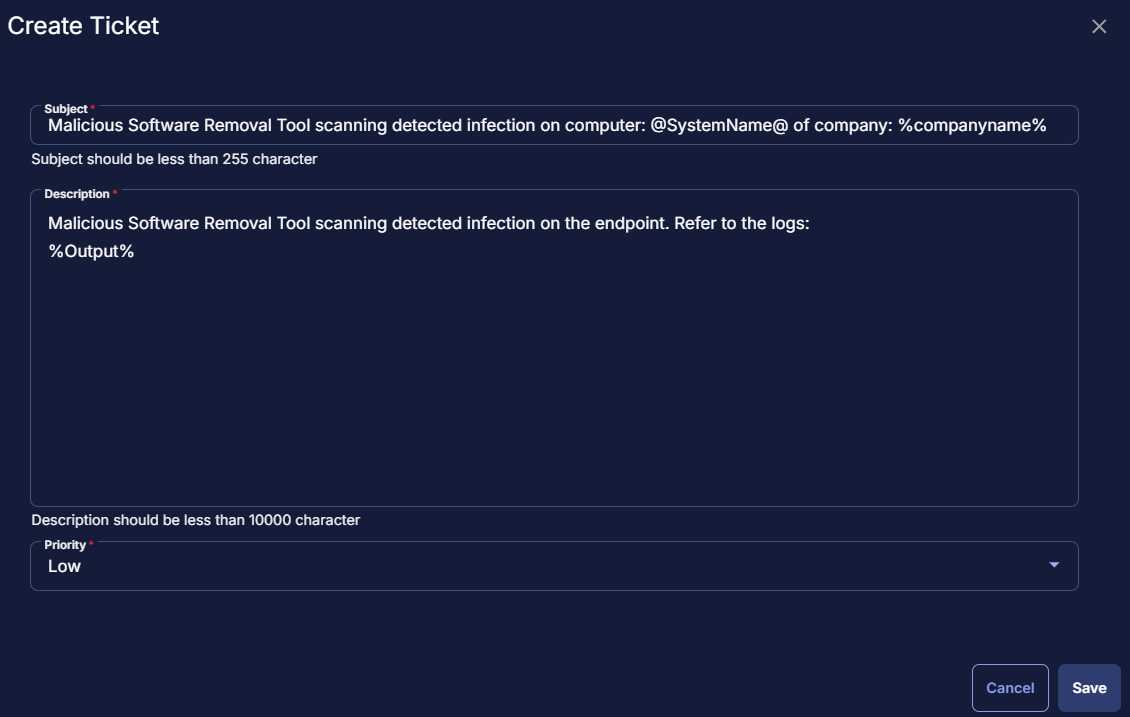 Create Ticket
Subject *
Malicious Software Removal Tool scanning detected infection on computer: @SystemName@ of company: %companyname%
Subject should be less than 255 character
Description *
Malicious Software Removal Tool scanning detected infection on the endpoint. Refer to the logs:
%Output%
Description should be less than 10000 character
Priority *
Low
Cancel Save